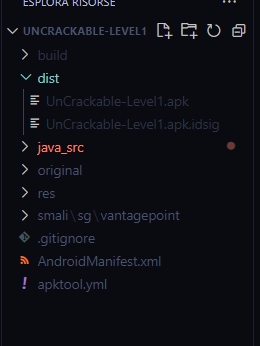 ESPLORA RISORSE
UNCRACKABLE-LEVEL1
build
dist
UnCrackable-Level1.apk
UnCrackable-Level1.apk.idsig
java_src
original
res
smali\sg\vantagepoint
.gitignore
AndroidManifest.xml
! apktool.yml